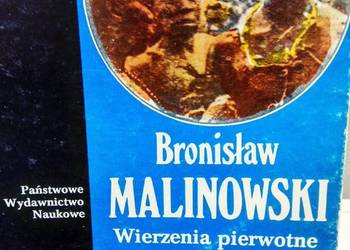 Bronisław
MALINOWSKI
Wierzenia pierwotne
Państwowe
Wydawnictwo
Naukowe